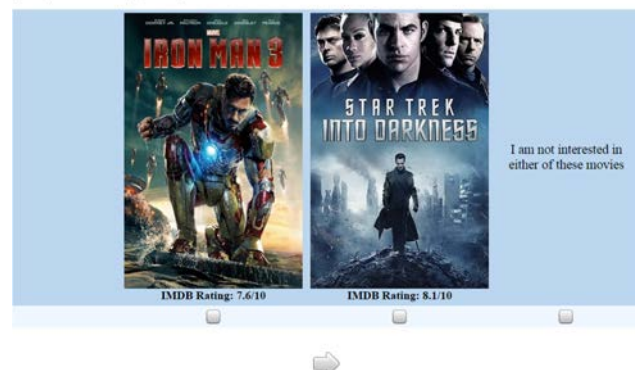 MARVEL
IRON MAN 3
STAR TREK
INTO DARKNESS
I am not interested in
either of these movies
IMDB Rating: 7.6/10
IMDB Rating: 8.1/10